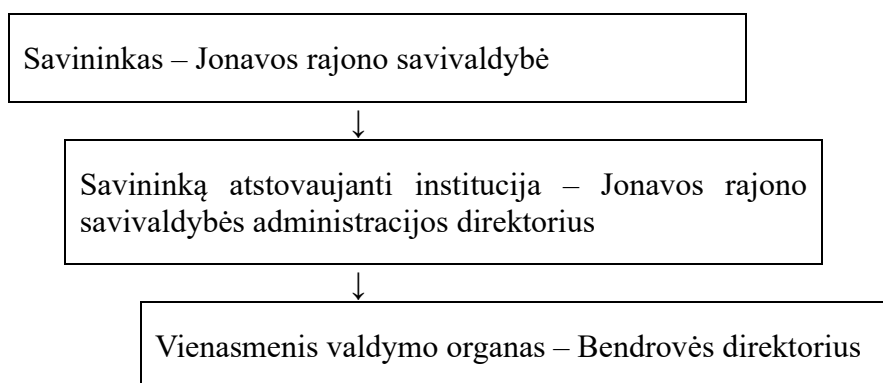 Savininkas – Jonavos rajono savivaldybė
↓
Savininką atstovaujanti institucija – Jonavos rajono
savivaldybės administracijos direktorius
↓
Vienasmenis valdymo organas – Bendrovės direktorius